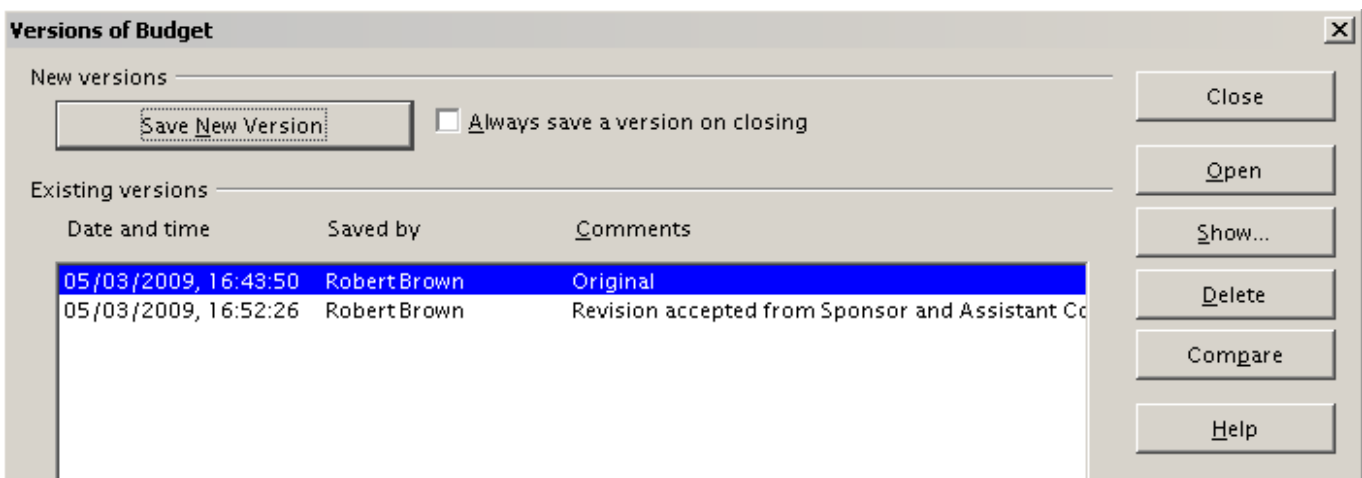 Versions of Budget
New versions
Save New Version
Always save a version on closing
Close
Open
Existing versions
Date and time Saved by Comments
Show...
05/03/2009, 16:43:50 Robert Brown Original
Delete
05/03/2009, 16:52:26 Robert Brown Revision accepted from Sponsor and Assistant
Compare
Help